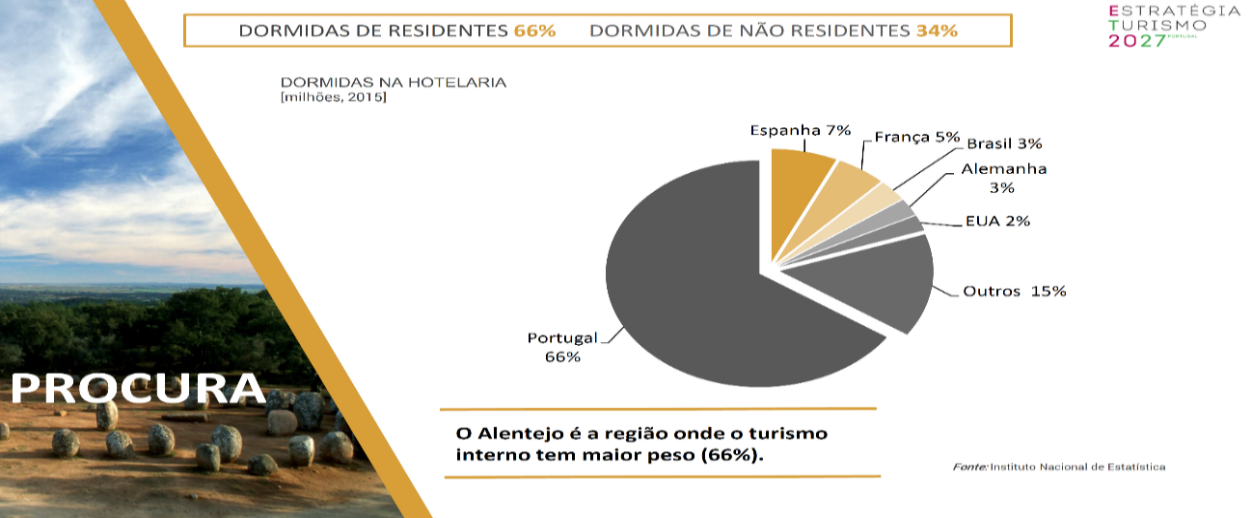 DORMIDAS DE RESIDENTES 66% DORMIDAS DE NÃO RESIDENTES 34%
ESTRATÉGIA
TURISMO
2027 PORTUGAL
DORMIDAS NA HOTELARIA
[milhões, 2015]
Espanha 7%
França 5%
Brasil 3%
Alemanha
3%
EUA 2%
Outros 15%
Portugal
66%
PROCURA
O Alentejo é a região onde o turismo
interno tem maior peso (66%).
Fonte: Instituto Nacional de Estatística